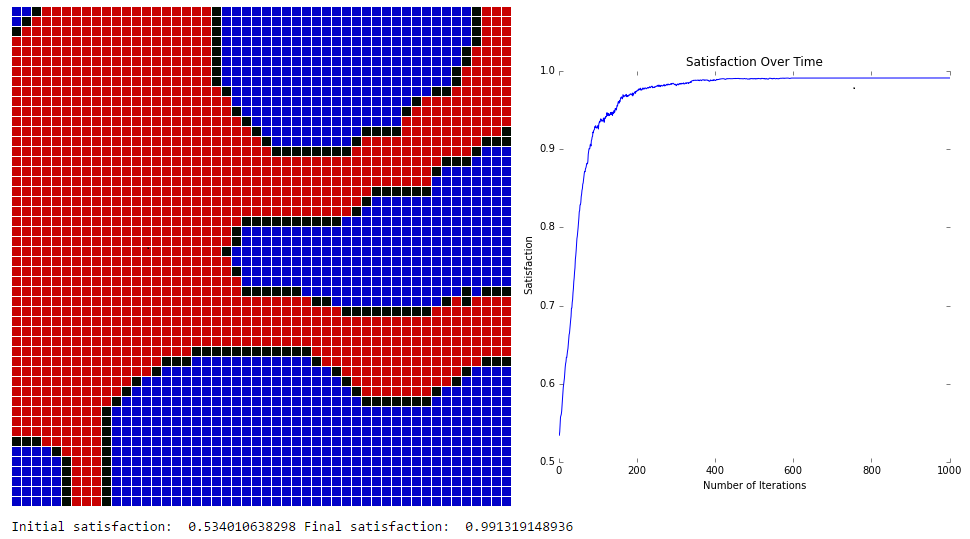 Satisfaction Over Time
1.0
0.9
0.8
0.7
0.6
0.5
Satisfaction
0 200 400 600 800 1000
Number of Iterations
Initial satisfaction: 0.534010638298 Final satisfaction: 0.991319148936